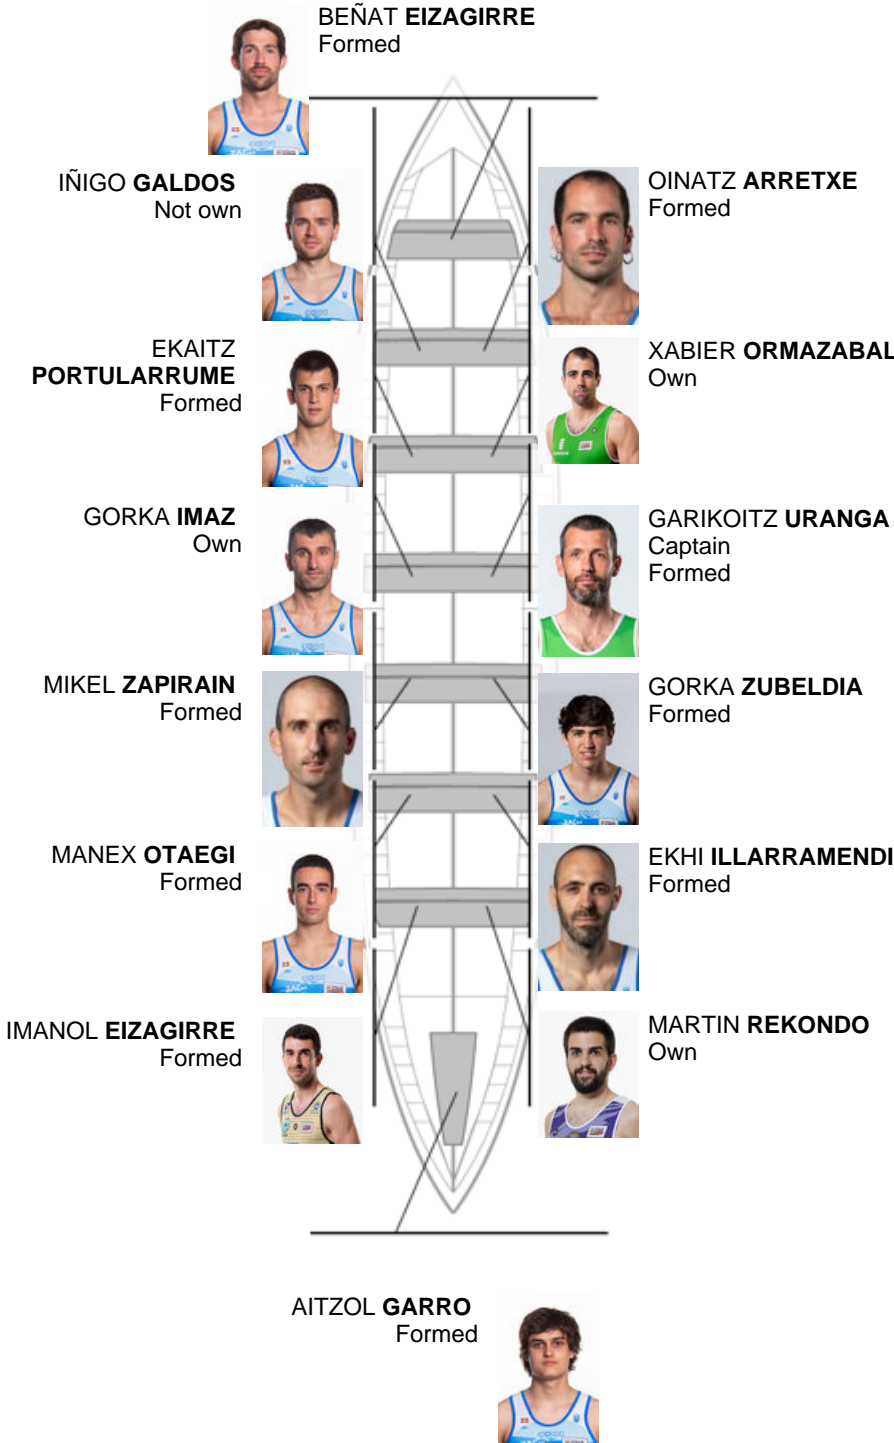 BEÑAT EIZAGIRRE
Formed
IÑIGO GALDOS
Not own
OINATZ ARRETXE
Formed
EKAITZ
PORTULARRUME
Formed
XABIER ORMAZABAL
Own
GORKA IMAZ
Own
GARIKOITZ URANGA
Captain
Formed
MIKEL ZAPIRAIN
Formed
GORKA ZUBELDIA
Formed
MANEX OTAEGI
Formed
EKHI ILLARRAMENDI
Formed
IMANOL EIZAGIRRE
Formed
MARTIN REKONDO
Own
AITZOL GARRO
Formed